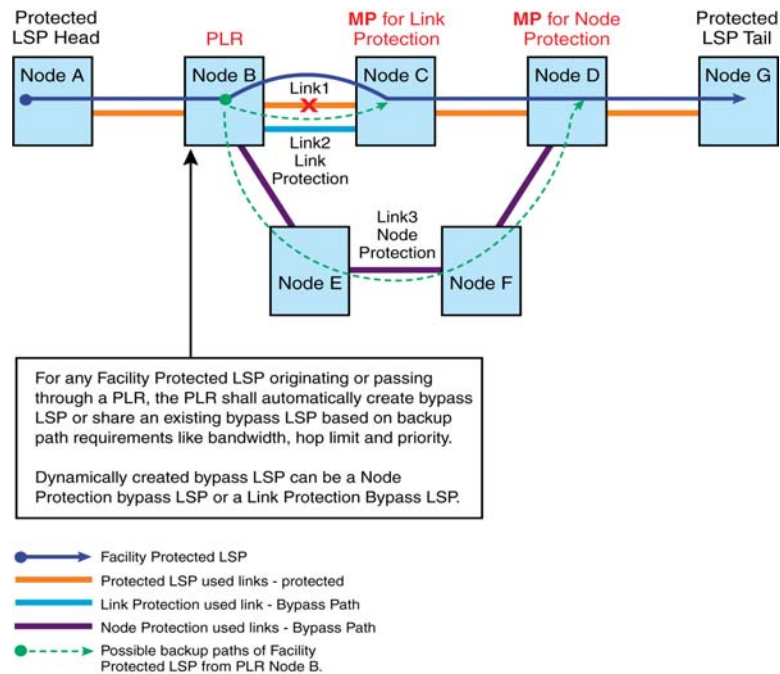 Protected
LSP Head
PLR
MP for Link
Protection
MP for Node
Protection
Protected
LSP Tail
Node A
Node B
Node C
Node D
Node G
Link1
Link2
Link
Protection
Link3
Node
Protection
Node E
Node F
For any Facility Protected LSP originating or passing
through a PLR, the PLR shall automatically create bypass
LSP or share an existing bypass LSP based on backup
path requirements like bandwidth, hop limit and priority.
Dynamically created bypass LSP can be a Node
Protection bypass LSP or a Link Protection Bypass LSP.
Facility Protected LSP
Protected LSP used links - protected
Link Protection used link - Bypass Path
Node Protection used links - Bypass Path
Possible backup paths of Facility
Protected LSP from PLR Node B.